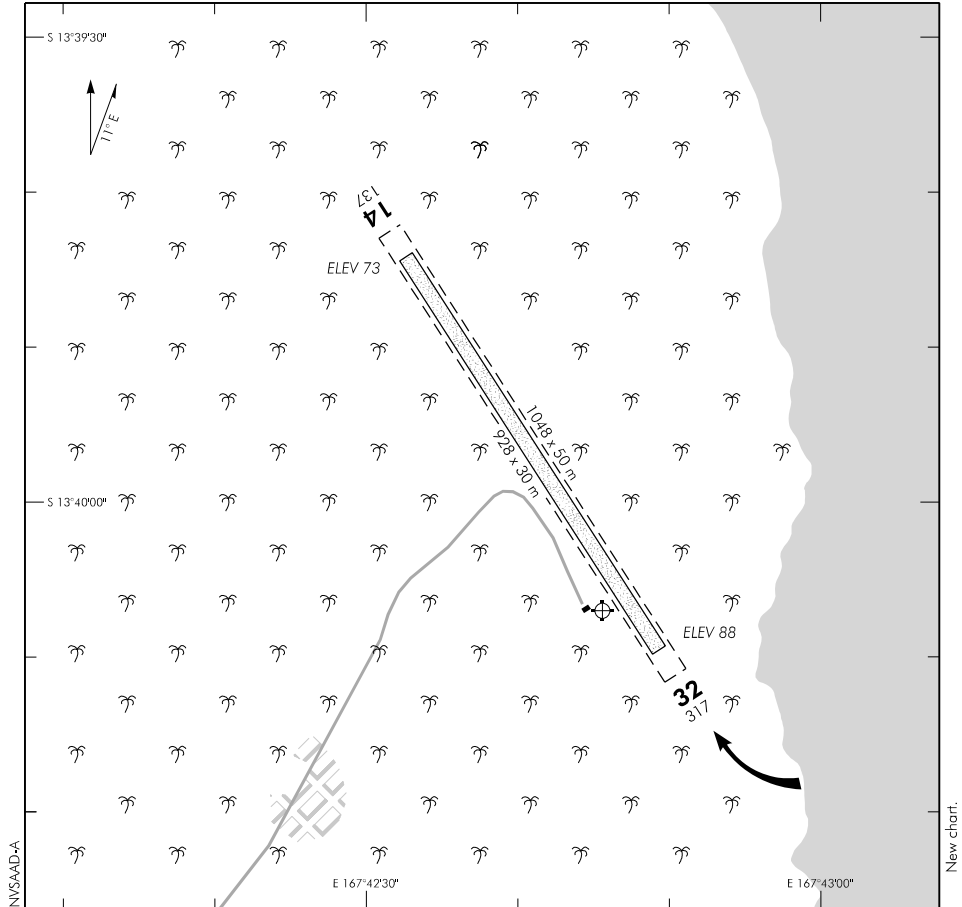 S 13°39'30"
11° E
137
14
ELEV 73
1048 x 50 m
928 x 30 m
S 13°40'00"
ELEV 88
32
317
E 167°42'30"
E 167°43'00"
NVSAAD-A
New chart.